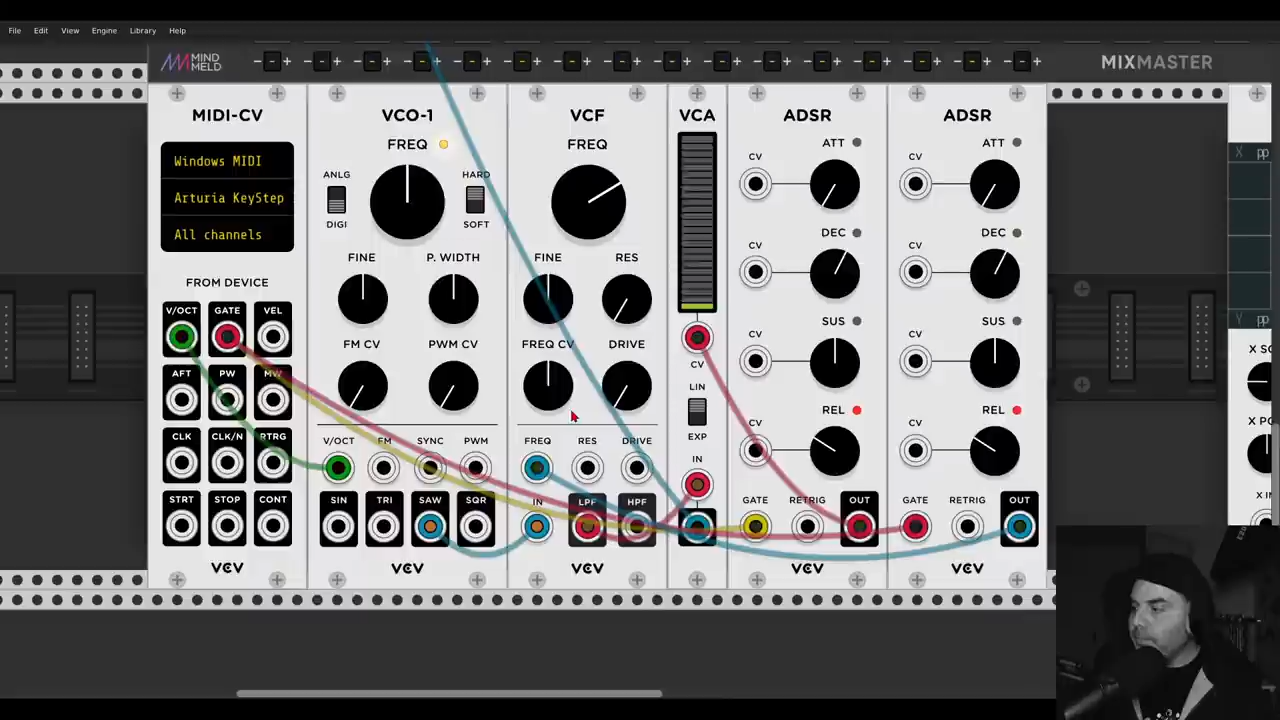 File Edit View Engine Library Help
MIND MELD
- + - + - + - + - + - + - + - + - + - + - + - + - + - + - + - +
MIXMASTER
MIDI-CV
Windows MIDI
Arturia KeyStep
All channels
FROM DEVICE
V/OCT GATE VEL
AFT PW MW
CLK CLK/N RTRG
STRT STOP CONT
VCV
VCO-1
FREQ
ANLG HARD
DIGI SOFT
FINE P. WIDTH
FM CV PWM CV
V/OCT FM SYNC PWM
SIN TRI SAW SQR
VCV
VCF
FREQ
FINE RES
FREQ CV DRIVE
FREQ RES DRIVE
IN LPF HPF
VCV
VCA
CV
LIN
EXP
IN
ADSR
CV ATT
CV DEC
CV SUS
CV REL
GATE RETRIG OUT
VCV
ADSR
CV ATT
CV DEC
CV SUS
CV REL
GATE RETRIG OUT
VCV
X pp
Y pp